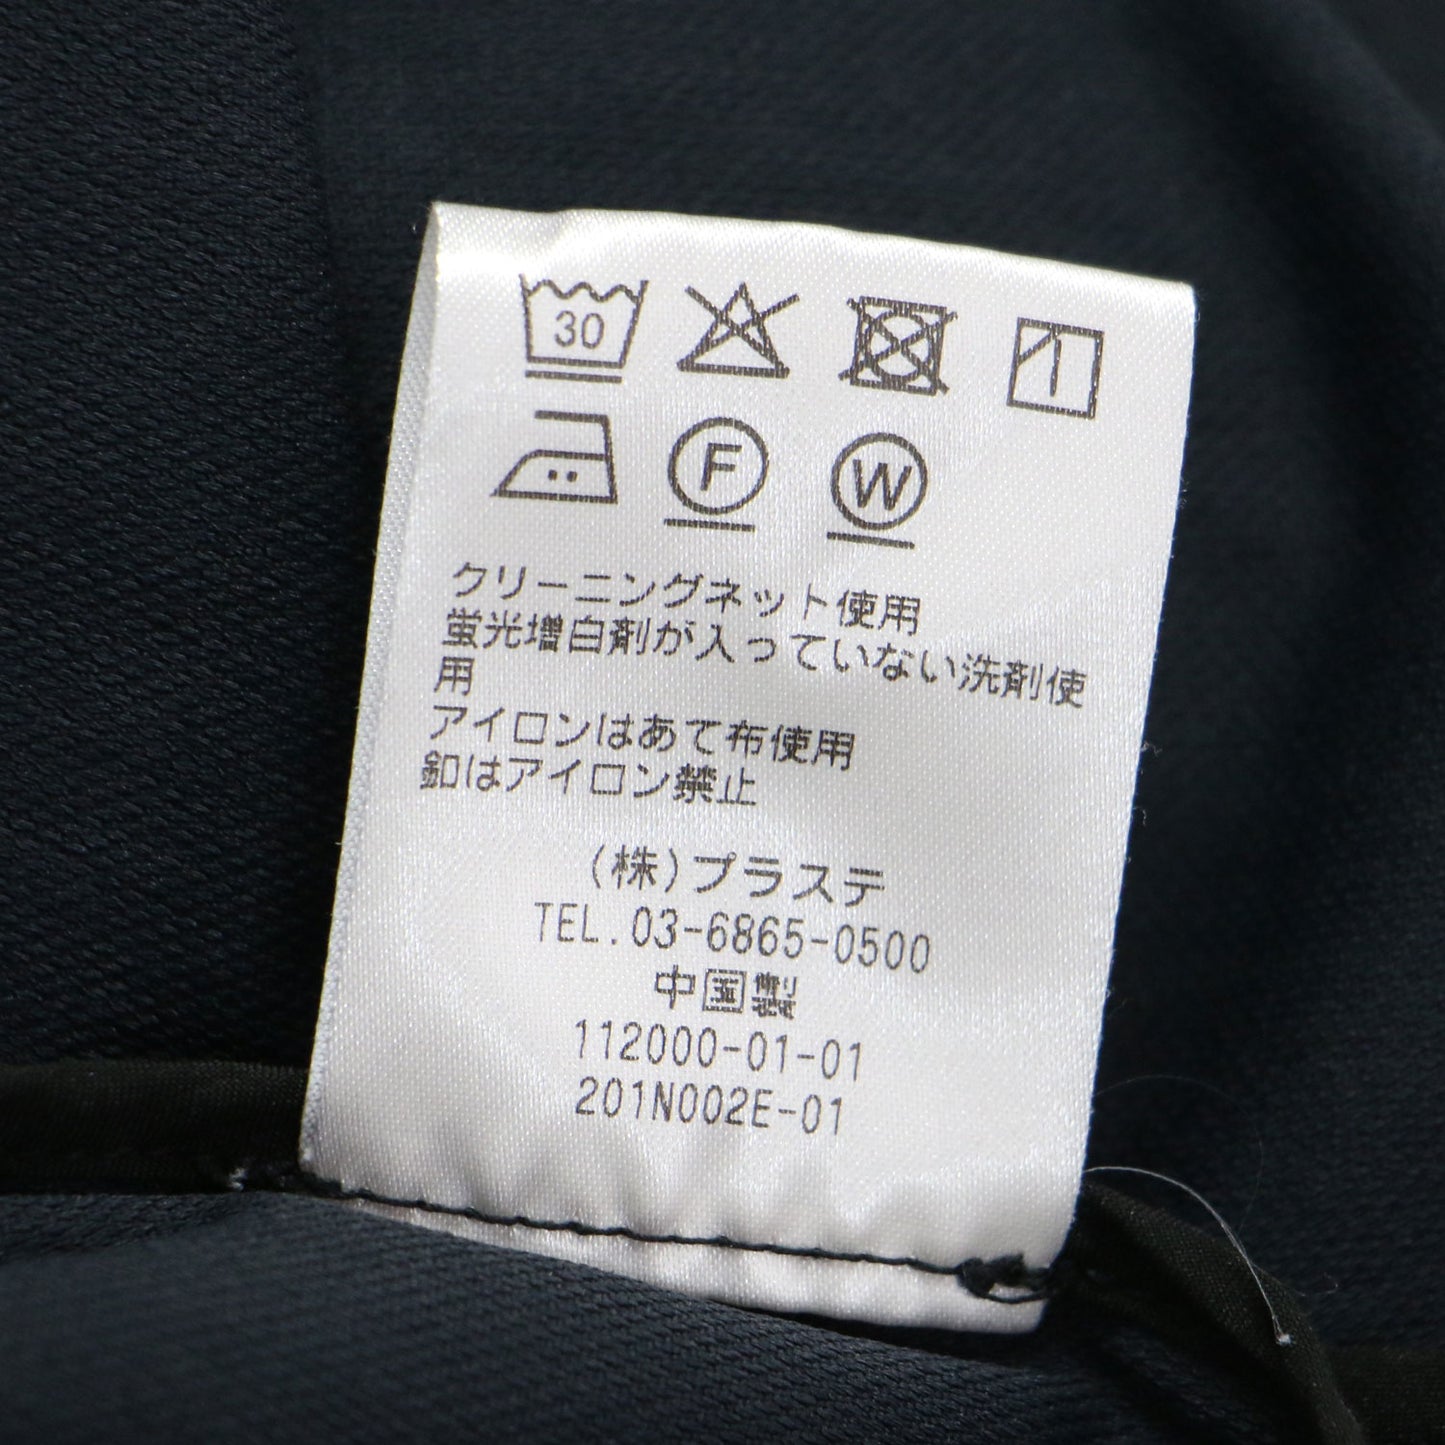 30
F W
クリーニングネット使用
蛍光増白剤が入っていない洗剤使
用
アイロンはあて布使用
釦はアイロン禁止
(株)プラステ
TEL.03-6865-0500
中国製
112000-01-01
201N002E-01